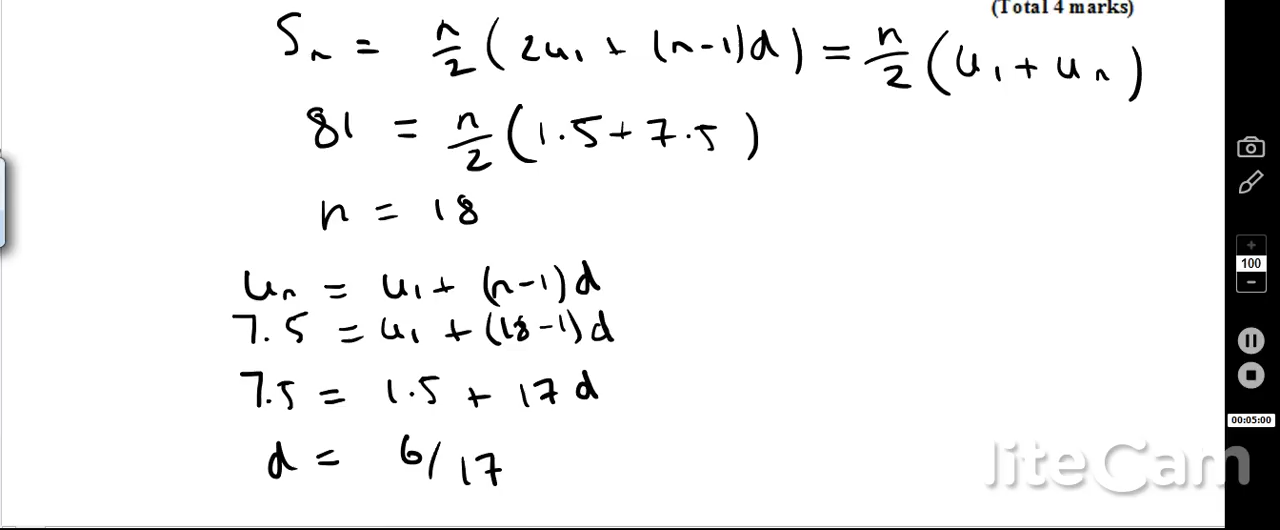 (Total 4 marks)
Sn = n/2 (2u1 + (n-1)d) = n/2 (u1 + un)
81 = n/2 (1.5 + 7.5)
n = 18
un = u1 + (n-1)d
7.5 = u1 + (18-1)d
7.5 = 1.5 + 17d
d = 6/17
+
100
-
00:05:00
liteCam